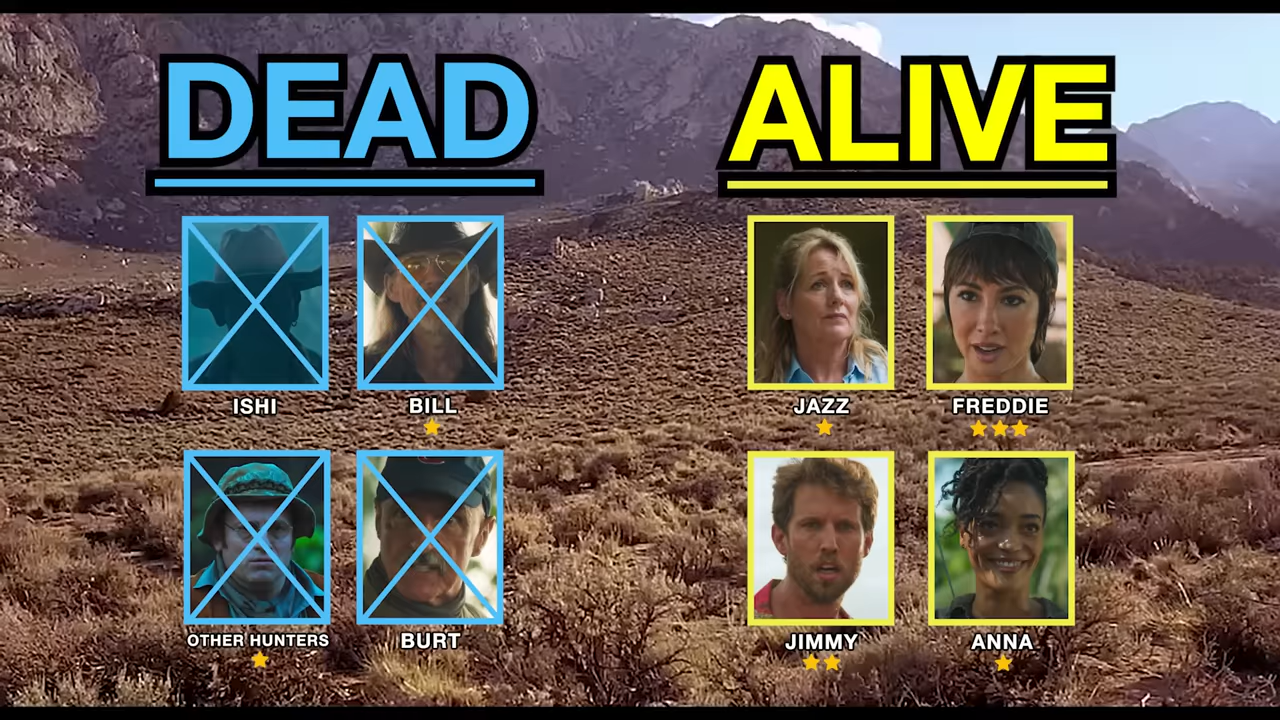 DEAD
ALIVE
ISHI
BILL
JAZZ
FREDDIE
OTHER HUNTERS
BURT
JIMMY
ANNA